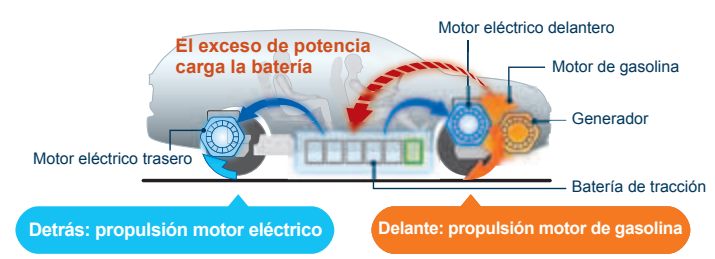 Motor eléctrico delantero
El exceso de potencia
carga la batería
Motor de gasolina
Generador
Motor eléctrico trasero
Batería de tracción
Detrás: propulsión motor eléctrico
Delante: propulsión motor de gasolina